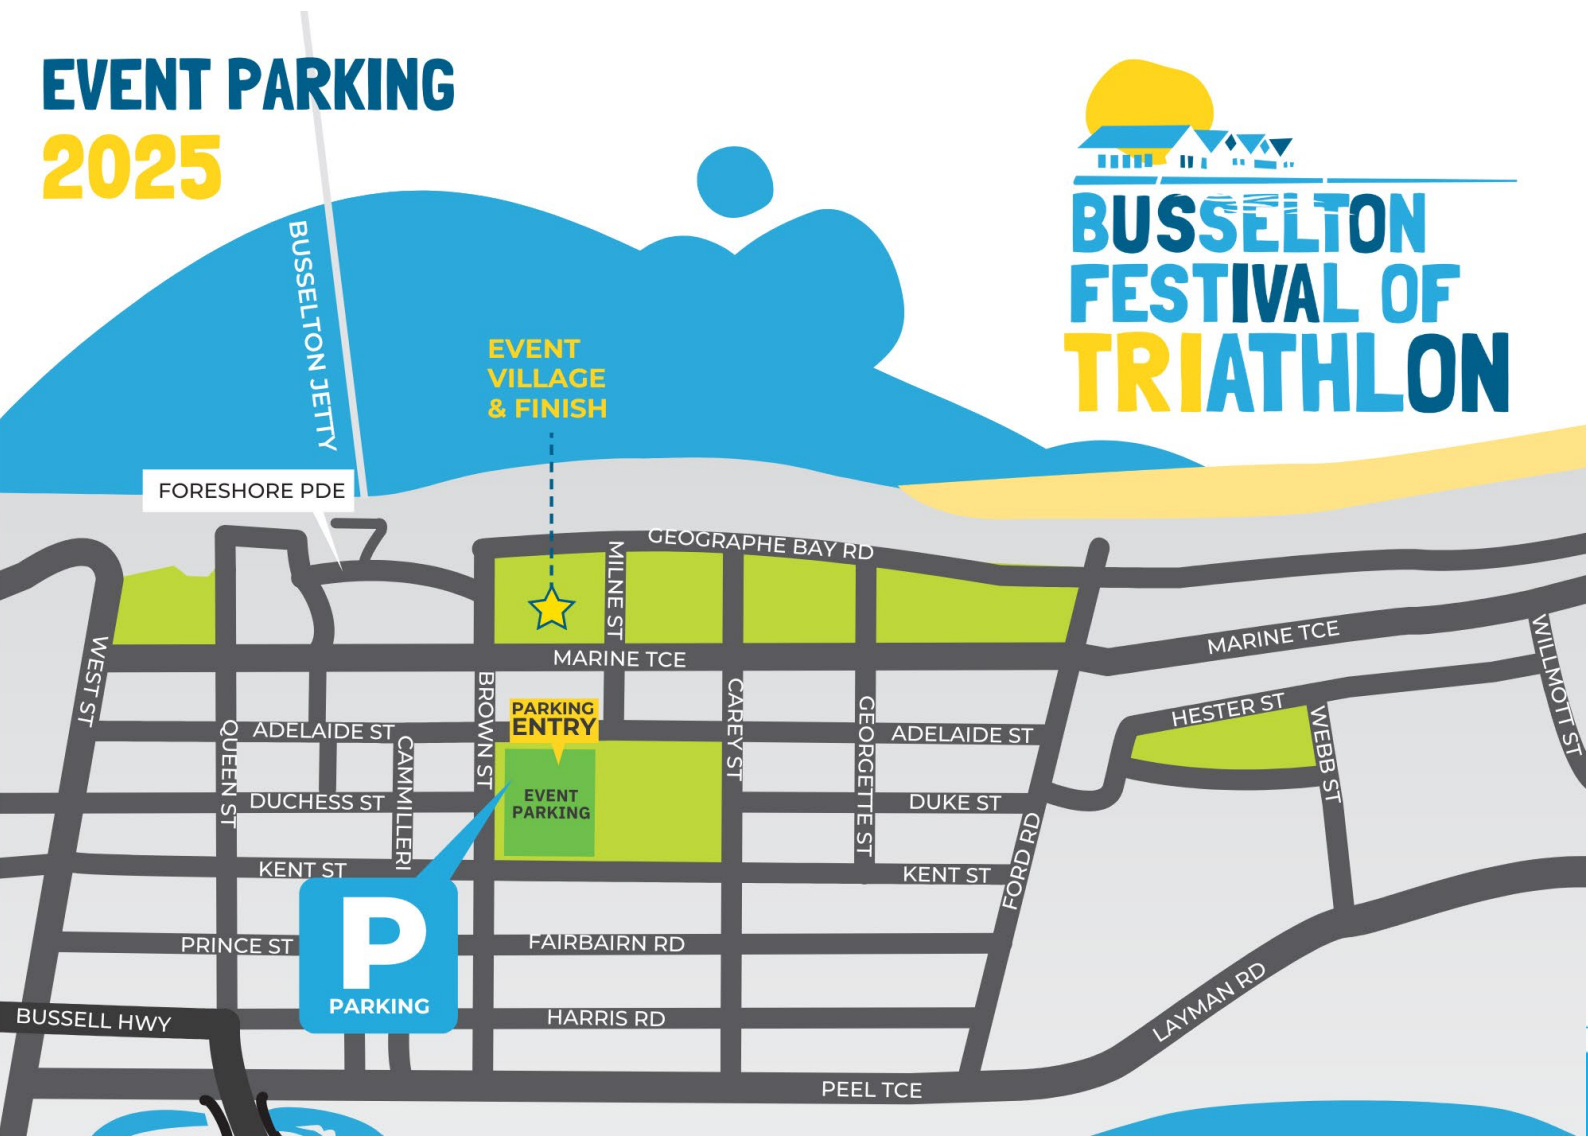 EVENT PARKING
2025
BUSSELTON
FESTIVAL OF
TRIATHLON
BUSSELTON JETTY
EVENT
VILLAGE
& FINISH
FORESHORE PDE
GEOGRAPHE BAY RD
MILNE ST
MARINE TCE
MARINE TCE
WILLMOTT ST
WEST ST
BROWN ST
CAREY ST
GEORGETTE ST
PARKING
ENTRY
HESTER ST
WEBB ST
QUEEN ST
ADELAIDE ST
CAMMILLERI
ADELAIDE ST
EVENT
PARKING
DUCHESS ST
DUKE ST
FORD RD
KENT ST
KENT ST
P
PARKING
PRINCE ST
FAIRBAIRN RD
LAYMAN RD
BUSSELL HWY
HARRIS RD
PEEL TCE